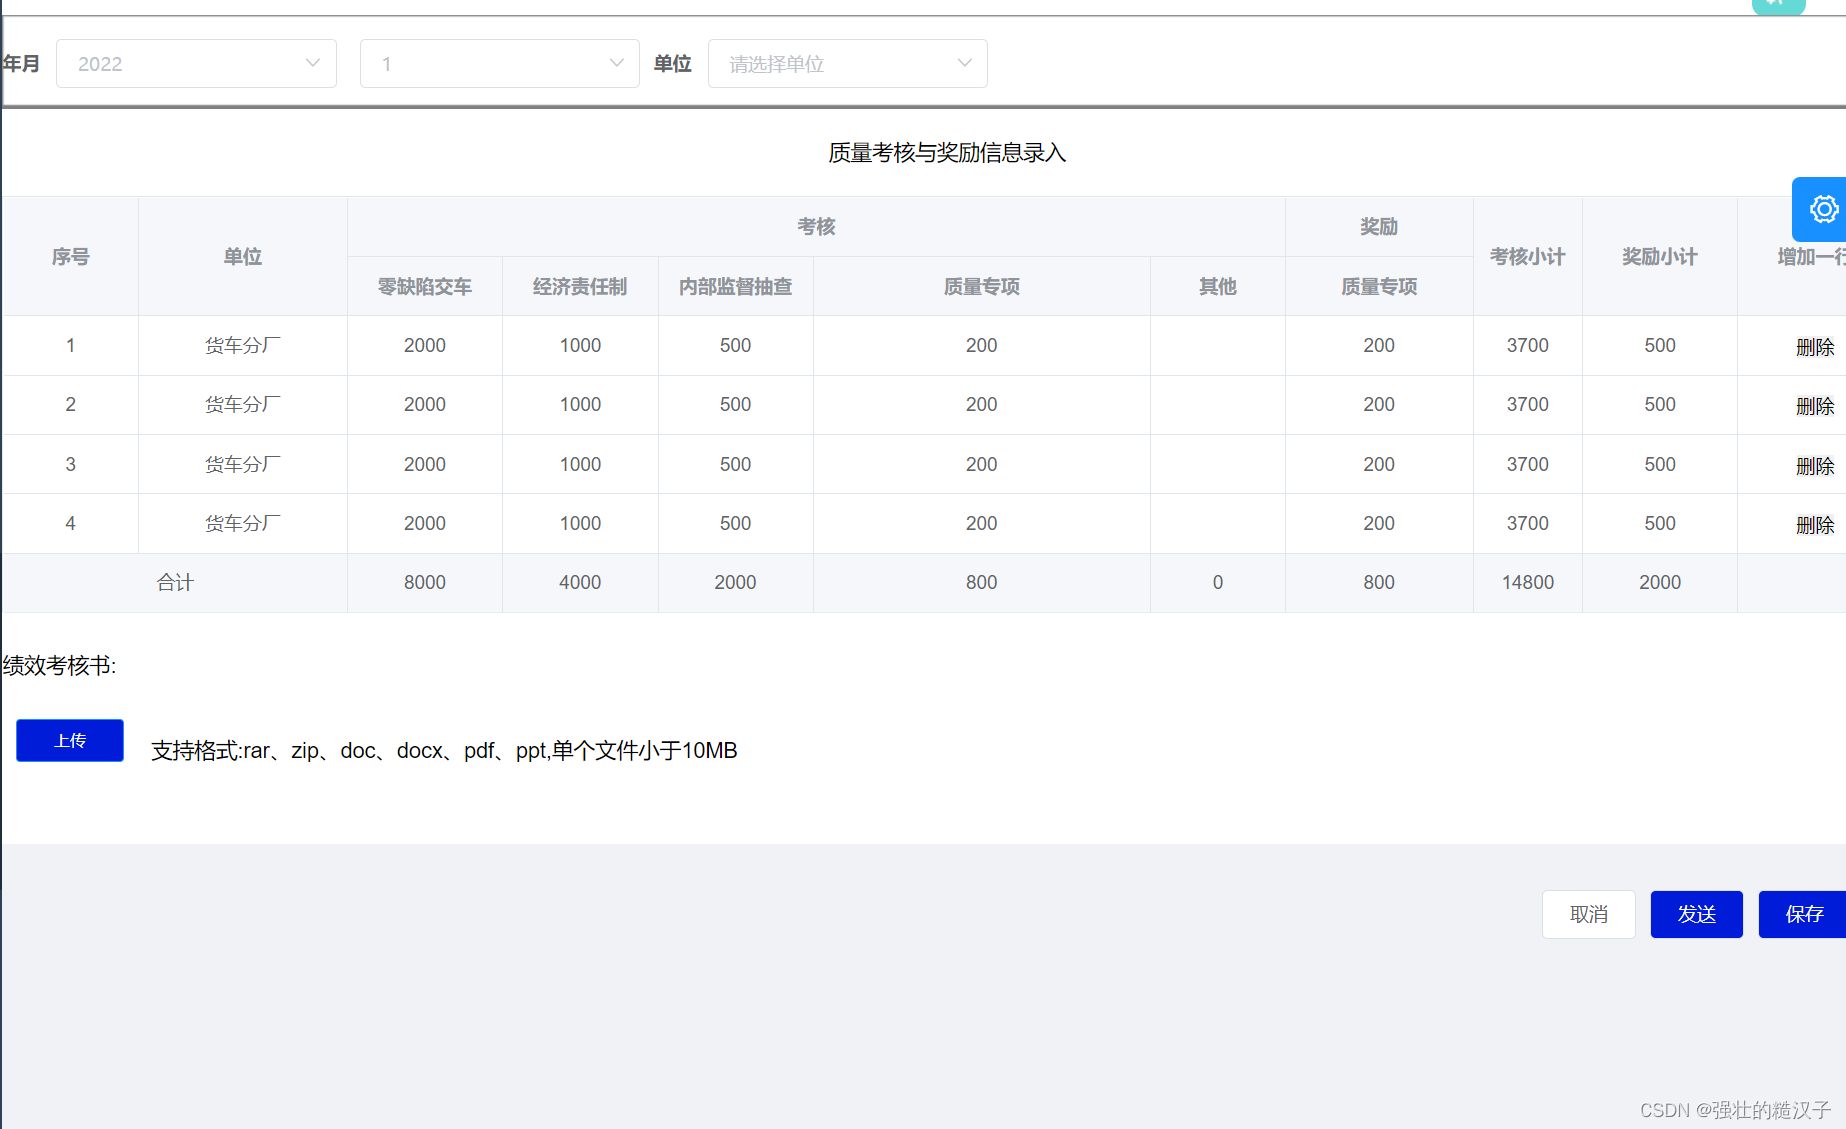 年月 2022 1 单位 请选择单位
质量考核与奖励信息录入
序号 单位 考核 奖励 考核小计 奖励小计 增加一行
零缺陷交车 经济责任制 内部监督抽查 质量专项 其他 质量专项
1 货车分厂 2000 1000 500 200 200 3700 500 删除
2 货车分厂 2000 1000 500 200 200 3700 500 删除
3 货车分厂 2000 1000 500 200 200 3700 500 删除
4 货车分厂 2000 1000 500 200 200 3700 500 删除
合计 8000 4000 2000 800 0 800 14800 2000
绩效考核书:
上传 支持格式:rar、zip、doc、docx、pdf、ppt,单个文件小于10MB
取消 发送 保存
CSDN @强壮的糙汉子